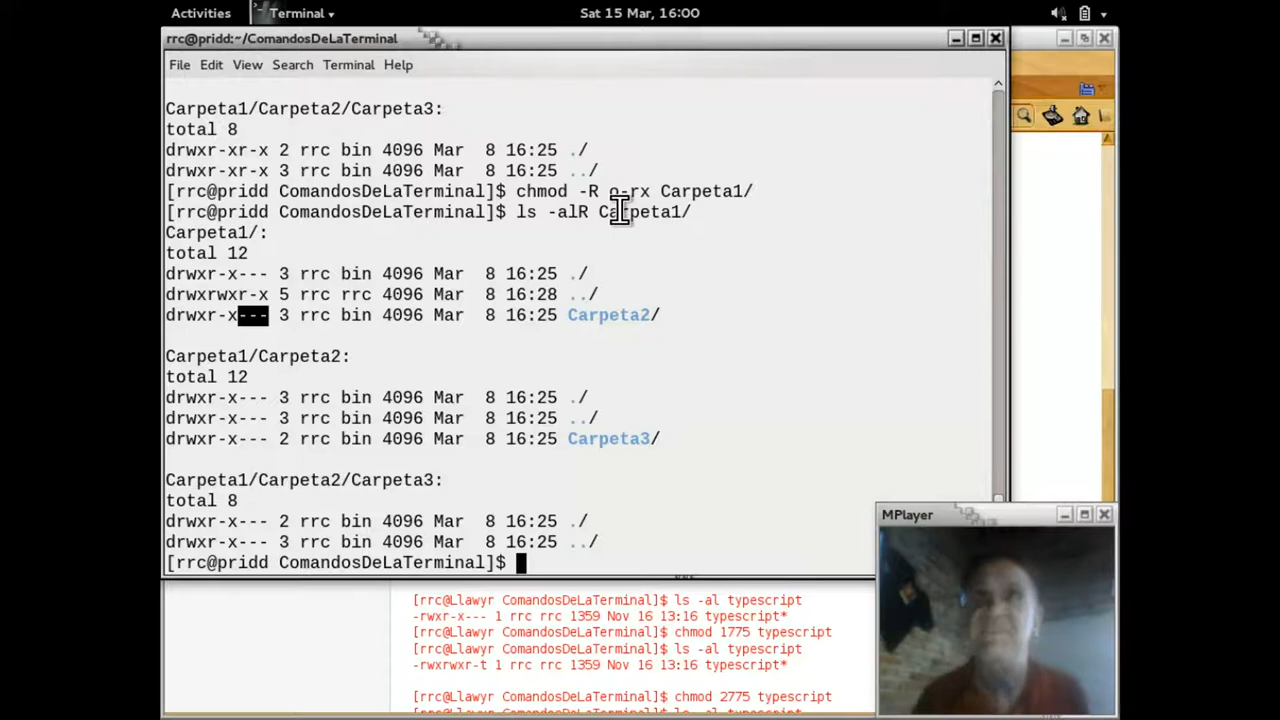 Activities Terminal Sat 15 Mar, 16:00
rrc@pridd:~/ComandosDeLaTerminal
File Edit View Search Terminal Help
Carpeta1/Carpeta2/Carpeta3:
total 8
drwxr-xr-x 2 rrc bin 4096 Mar  8 16:25 ./
drwxr-xr-x 3 rrc bin 4096 Mar  8 16:25 ../
[rrc@pridd ComandosDeLaTerminal]$ chmod -R o-rx Carpeta1/
[rrc@pridd ComandosDeLaTerminal]$ ls -alR Carpeta1/
Carpeta1/:
total 12
drwxr-x--- 3 rrc bin 4096 Mar  8 16:25 ./
drwxrwxr-x 5 rrc rrc 4096 Mar  8 16:28 ../
drwxr-x--- 3 rrc bin 4096 Mar  8 16:25 Carpeta2/
Carpeta1/Carpeta2:
total 12
drwxr-x--- 3 rrc bin 4096 Mar  8 16:25 ./
drwxr-x--- 3 rrc bin 4096 Mar  8 16:25 ../
drwxr-x--- 2 rrc bin 4096 Mar  8 16:25 Carpeta3/
Carpeta1/Carpeta2/Carpeta3:
total 8
drwxr-x--- 2 rrc bin 4096 Mar  8 16:25 ./
drwxr-x--- 3 rrc bin 4096 Mar  8 16:25 ../
[rrc@pridd ComandosDeLaTerminal]$
MPlayer
[rrc@Llawyr ComandosDeLaTerminal]$ ls -al typescript
-rwxr-x--- 1 rrc rrc 1359 Nov 16 13:16 typescript*
[rrc@Llawyr ComandosDeLaTerminal]$ chmod 1775 typescript
[rrc@Llawyr ComandosDeLaTerminal]$ ls -al typescript
-rwxrwxr-t 1 rrc rrc 1359 Nov 16 13:16 typescript*
[rrc@Llawyr ComandosDeLaTerminal]$ chmod 2775 typescript
[rrc@Llawyr ComandosDeLaTerminal]$ ls -al typescript